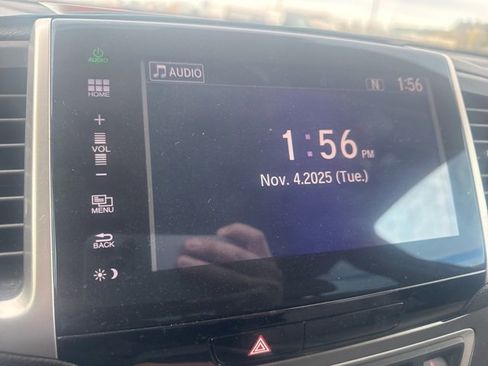 AUDIO
AUDIO
N 1:56
HOME
+
VOL
-
1:56 PM
Nov. 4.2025 (Tue.)
MENU
BACK